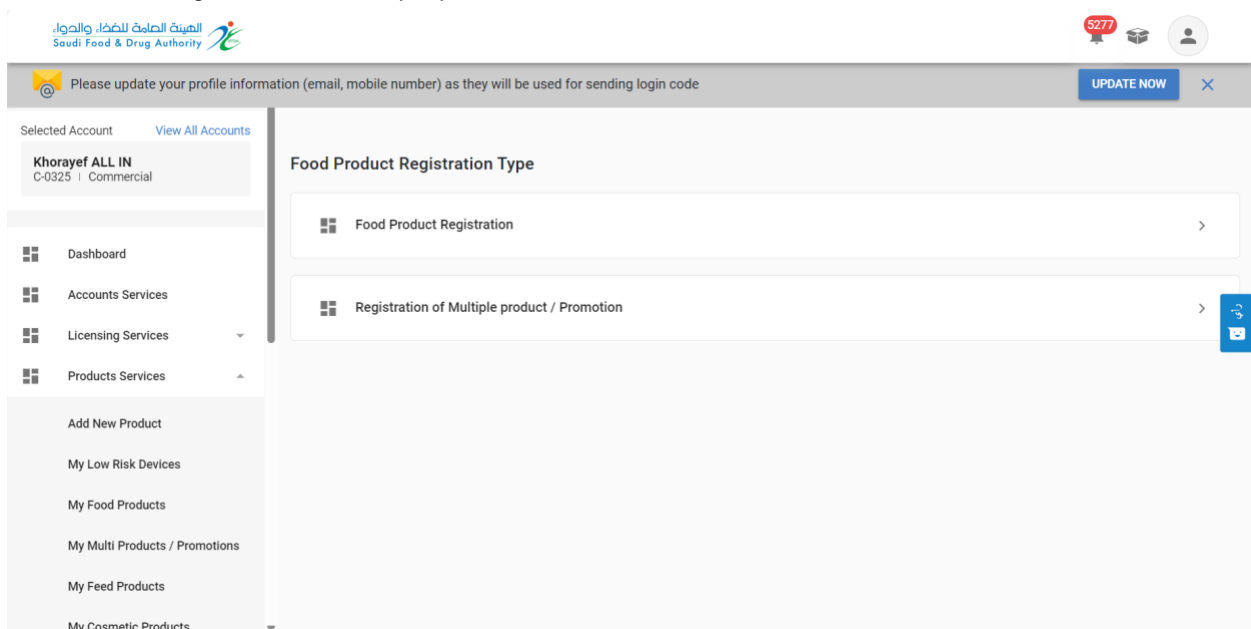 الهيئة العامة للغذاء والدواء
Saudi Food & Drug Authority
5277
Please update your profile information (email, mobile number) as they will be used for sending login code
UPDATE NOW
Selected Account
View All Accounts
Khorayef ALL IN
C-0325 | Commercial
Food Product Registration Type
Food Product Registration
Dashboard
Accounts Services
Registration of Multiple product / Promotion
Licensing Services
Products Services
Add New Product
My Low Risk Devices
My Food Products
My Multi Products / Promotions
My Feed Products
My Cosmetic Products